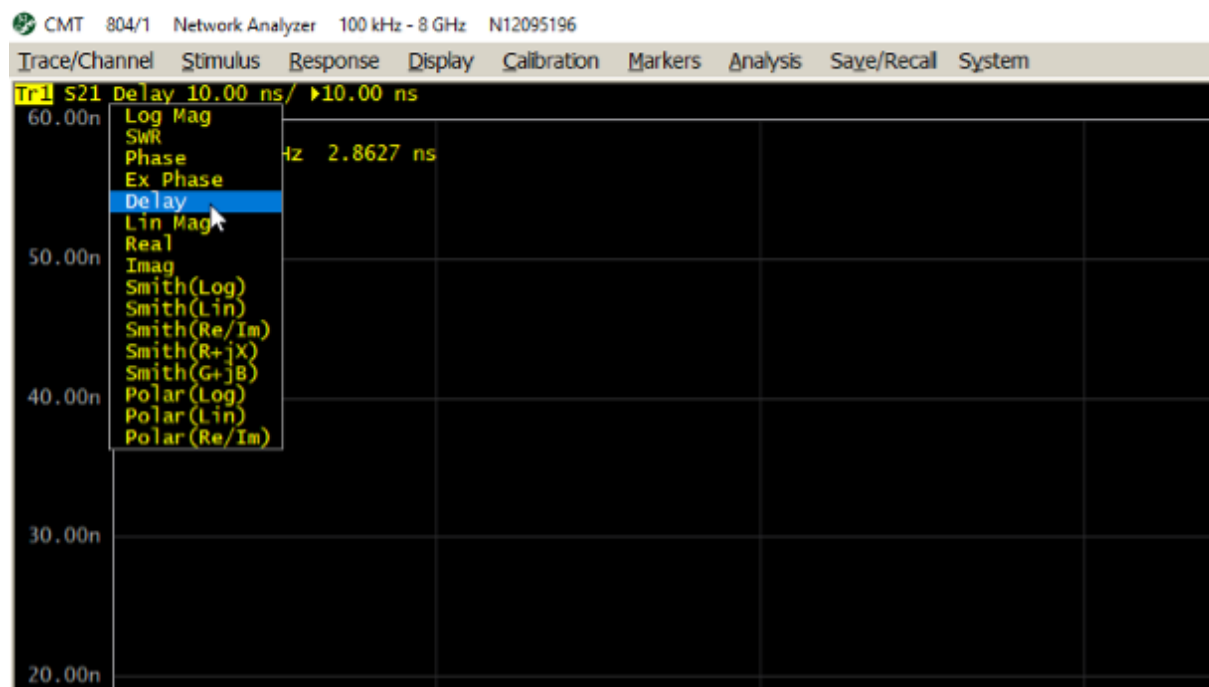 CMT 804/1 Network Analyzer 100 kHz - 8 GHz N12095196
Trace/Channel Stimulus Response Display Calibration Markers Analysis Save/Recall System
Tr1 S21 Delay 10.00 ns/ ▶10.00 ns
60.00n
Log Mag
SWR
Phase
Hz 2.8627 ns
Ex Phase
Delay
Lin Mag
Real
50.00n
Imag
Smith(Log)
Smith(Lin)
Smith(Re/Im)
Smith(R+jX)
Smith(G+jB)
40.00n
Polar(Log)
Polar(Lin)
Polar(Re/Im)
30.00n
20.00n